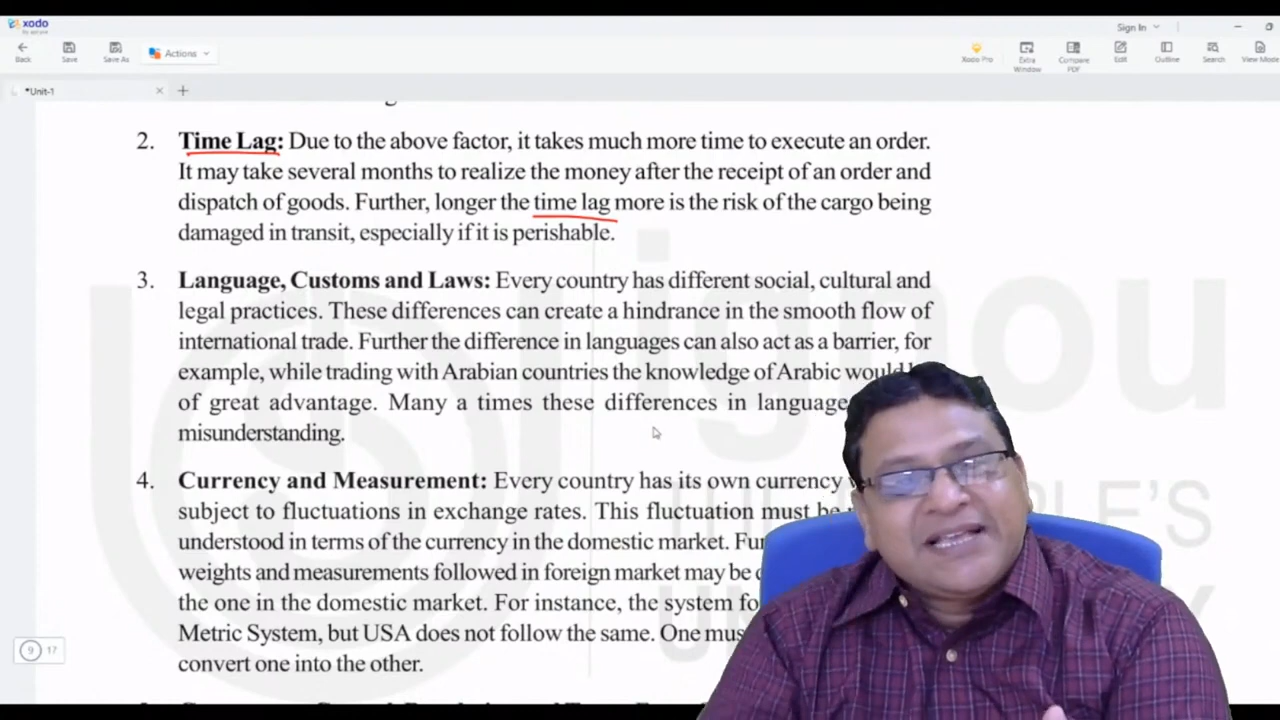 xodo
Sign In
Back
Save
Save As
Actions
Xodo Pro
Extra Window
Compare PDF
Edit
Outline
Search
View Mode
*Unit-1
2. Time Lag: Due to the above factor, it takes much more time to execute an order.
It may take several months to realize the money after the receipt of an order and
dispatch of goods. Further, longer the time lag more is the risk of the cargo being
damaged in transit, especially if it is perishable.
3. Language, Customs and Laws: Every country has different social, cultural and
legal practices. These differences can create a hindrance in the smooth flow of
international trade. Further the difference in languages can also act as a barrier, for
example, while trading with Arabian countries the knowledge of Arabic would
of great advantage. Many a times these differences in language
misunderstanding.
4. Currency and Measurement: Every country has its own currency
subject to fluctuations in exchange rates. This fluctuation must be
understood in terms of the currency in the domestic market.
weights and measurements followed in foreign market may be
the one in the domestic market. For instance, the system
Metric System, but USA does not follow the same. One
convert one into the other.
9 17
ignou